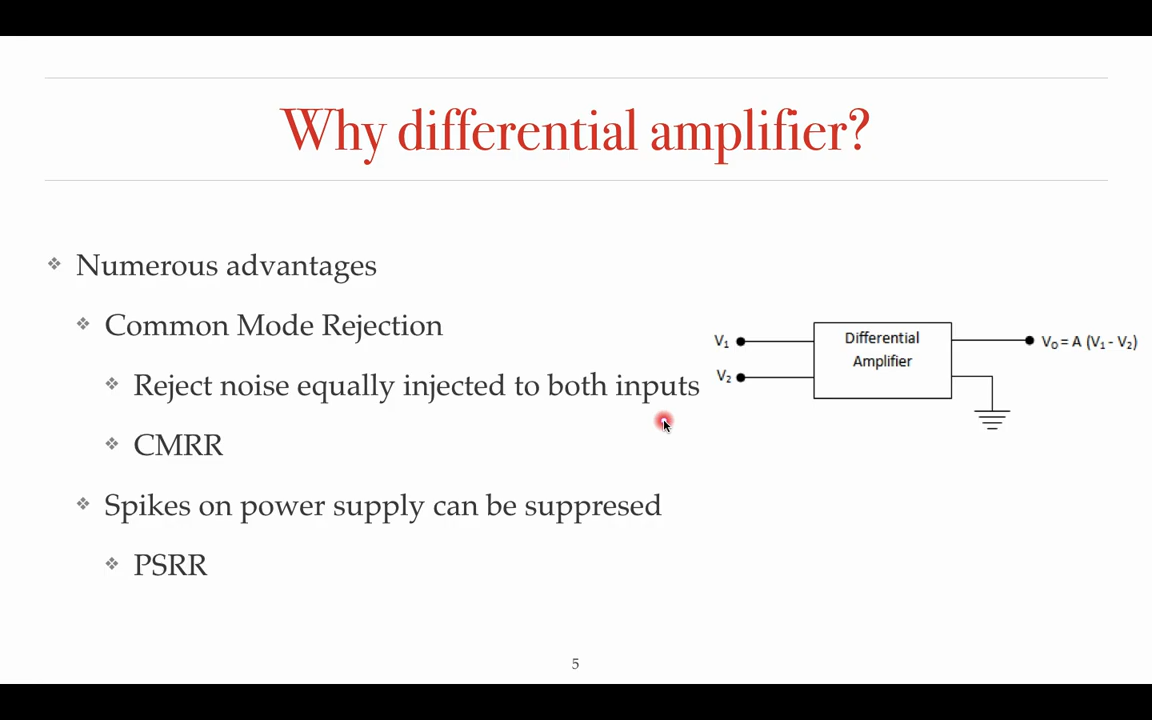 Why differential amplifier?
Numerous advantages
Common Mode Rejection
Reject noise equally injected to both inputs
CMRR
Spikes on power supply can be suppresed
PSRR
V₁
V₂
Differential
Amplifier
V₀ = A (V₁ - V₂)
5